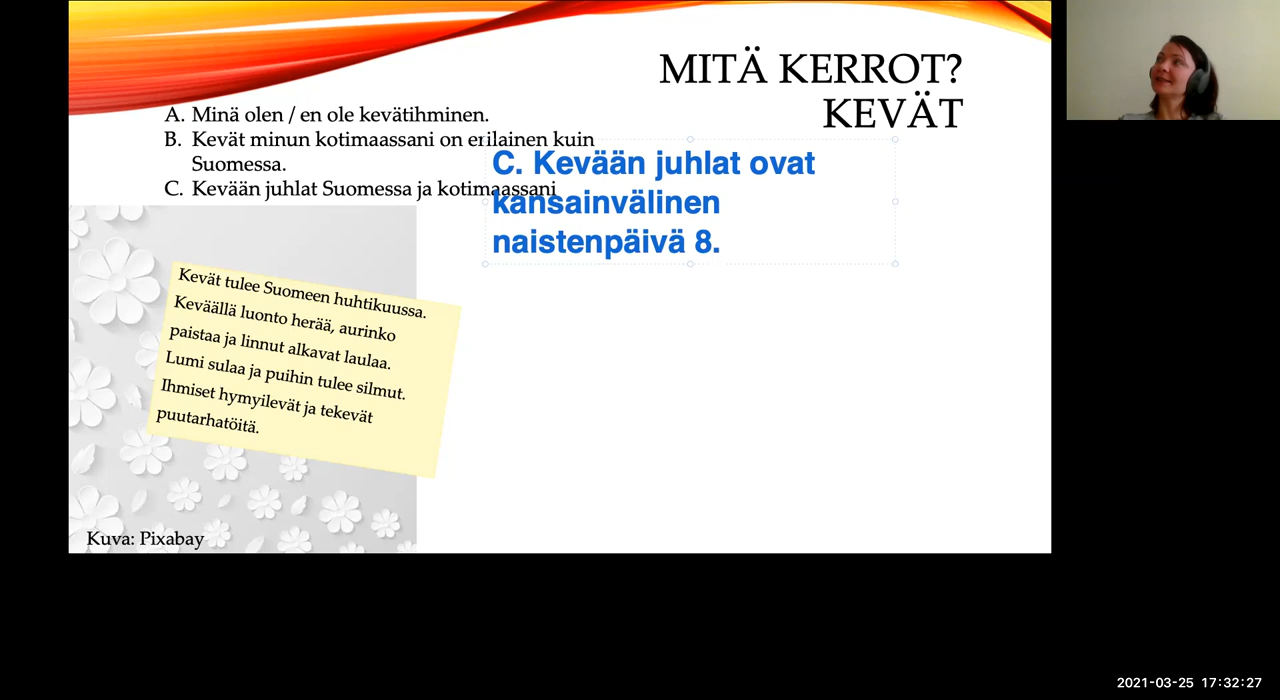 MITÄ KERROT?
KEVÄT
A. Minä olen / en ole kevätihminen.
B. Kevät minun kotimaassani on erilainen kuin
Suomessa.
C. Kevään juhlat Suomessa ja kotimaassani
C. Kevään juhlat ovat
kansainvälinen
naistenpäivä 8.
Kevät tulee Suomeen huhtikuussa.
Keväällä luonto herää, aurinko
paistaa ja linnut alkavat laulaa.
Lumi sulaa ja puihin tulee silmut.
Ihmiset hymyilevät ja tekevät
puutarhatöitä.
Kuva: Pixabay
2021-03-25 17:32:27